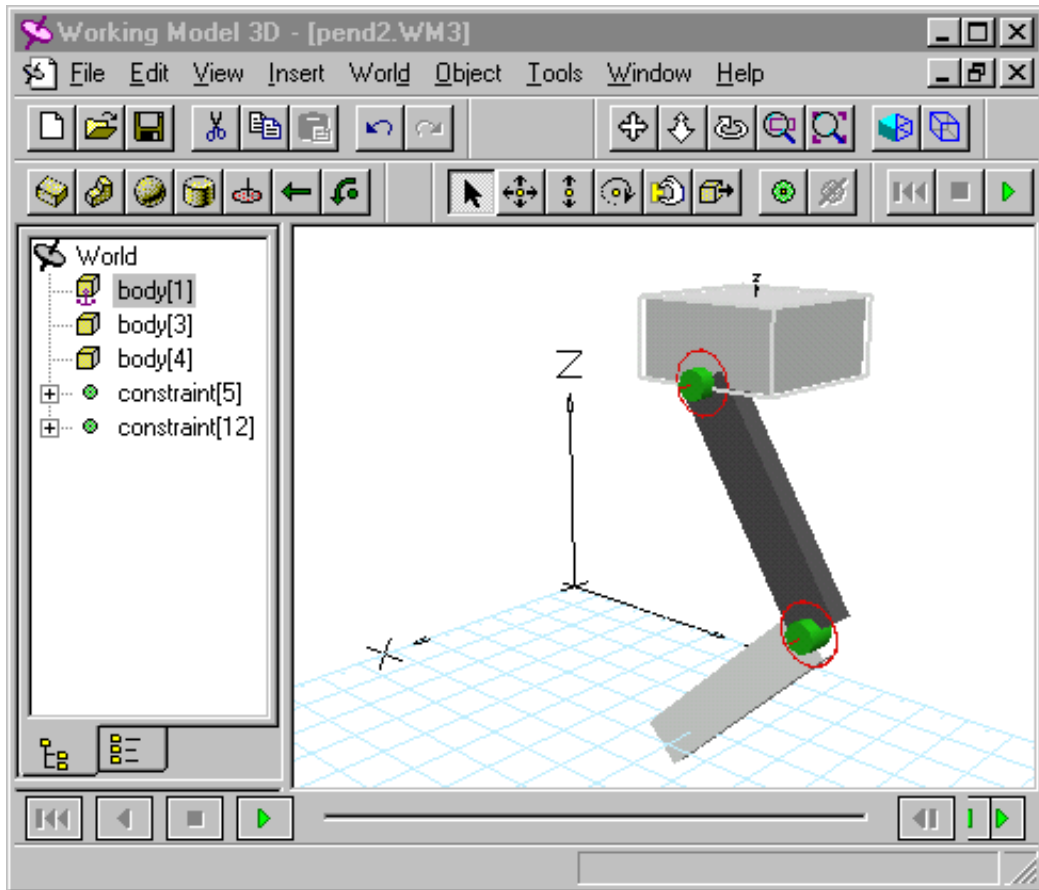 Working Model 3D - [pend2.WM3]
File Edit View Insert World Object Tools Window Help
World
body[1]
body[3]
body[4]
constraint[5]
constraint[12]
z
Z
X